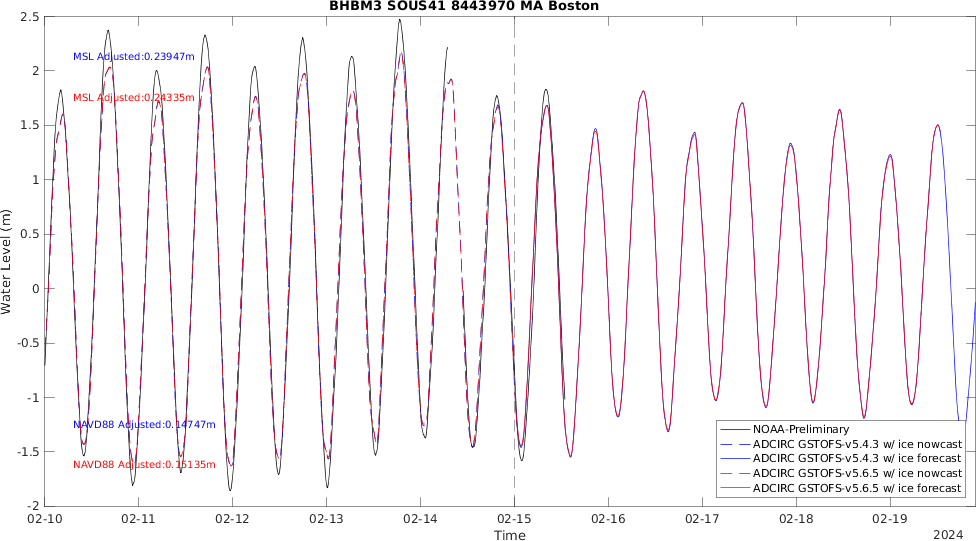 BHBM3 SOUS41 8443970 MA Boston
2.5
2
1.5
1
0.5
0
-0.5
-1
-1.5
-2
Water Level (m)
MSL Adjusted:0.23947m
MSL Adjusted:0.24335m
NAVD88 Adjusted:0.14747m
NAVD88 Adjusted:0.15135m
NOAA-Preliminary
ADCIRC GSTOFS-v5.4.3 w/ ice nowcast
ADCIRC GSTOFS-v5.4.3 w/ ice forecast
ADCIRC GSTOFS-v5.6.5 w/ ice nowcast
ADCIRC GSTOFS-v5.6.5 w/ ice forecast
02-10 02-11 02-12 02-13 02-14 02-15 02-16 02-17 02-18 02-19
Time
2024